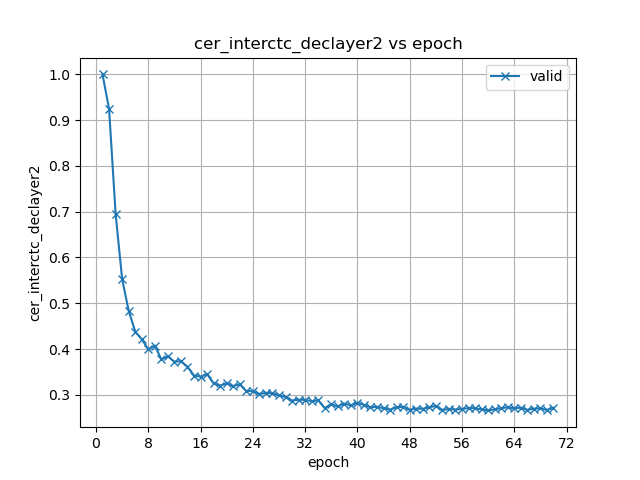 cer_interctc_declayer2 vs epoch
valid
cer_interctc_declayer2
1.0
0.9
0.8
0.7
0.6
0.5
0.4
0.3
0 8 16 24 32 40 48 56 64 72
epoch